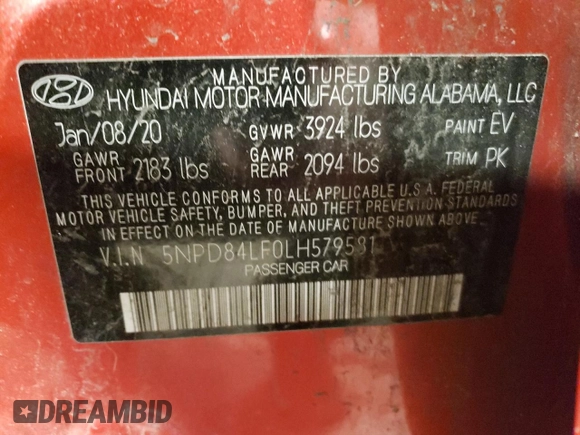 MANUFACTURED BY
HYUNDAI MOTOR MANUFACTURING ALABAMA, LLC
Jan/08/20 GVWR 3924 lbs PAINT EV
GAWR FRONT 2183 lbs GAWR REAR 2094 lbs TRIM PK
THIS VEHICLE CONFORMS TO ALL APPLICABLE U.S.A. FEDERAL
MOTOR VEHICLE SAFETY, BUMPER, AND THEFT PREVENTION STANDARDS
IN EFFECT ON THE DATE OF MANUFACTURE SHOWN ABOVE.
V.I.N 5NPD84LF0LH579581
PASSENGER CAR
DREAMBID